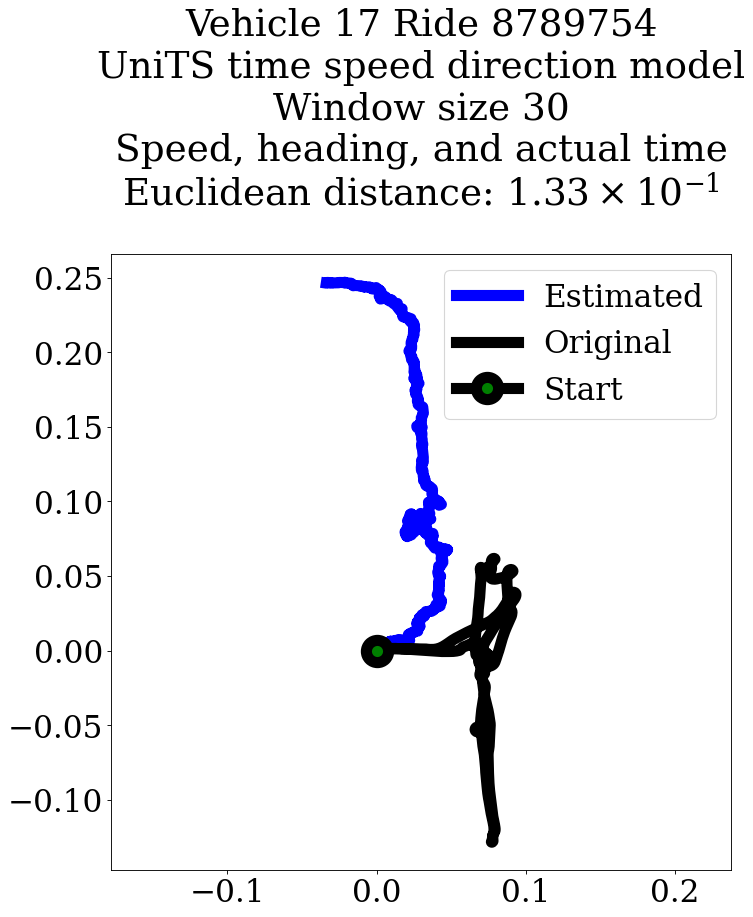 Vehicle 17 Ride 8789754
UniTS time speed direction model
Window size 30
Speed, heading, and actual time
Euclidean distance: 1.33 × 10⁻¹
Estimated
Original
Start
0.25
0.20
0.15
0.10
0.05
0.00
−0.05
−0.10
−0.1 0.0 0.1 0.2